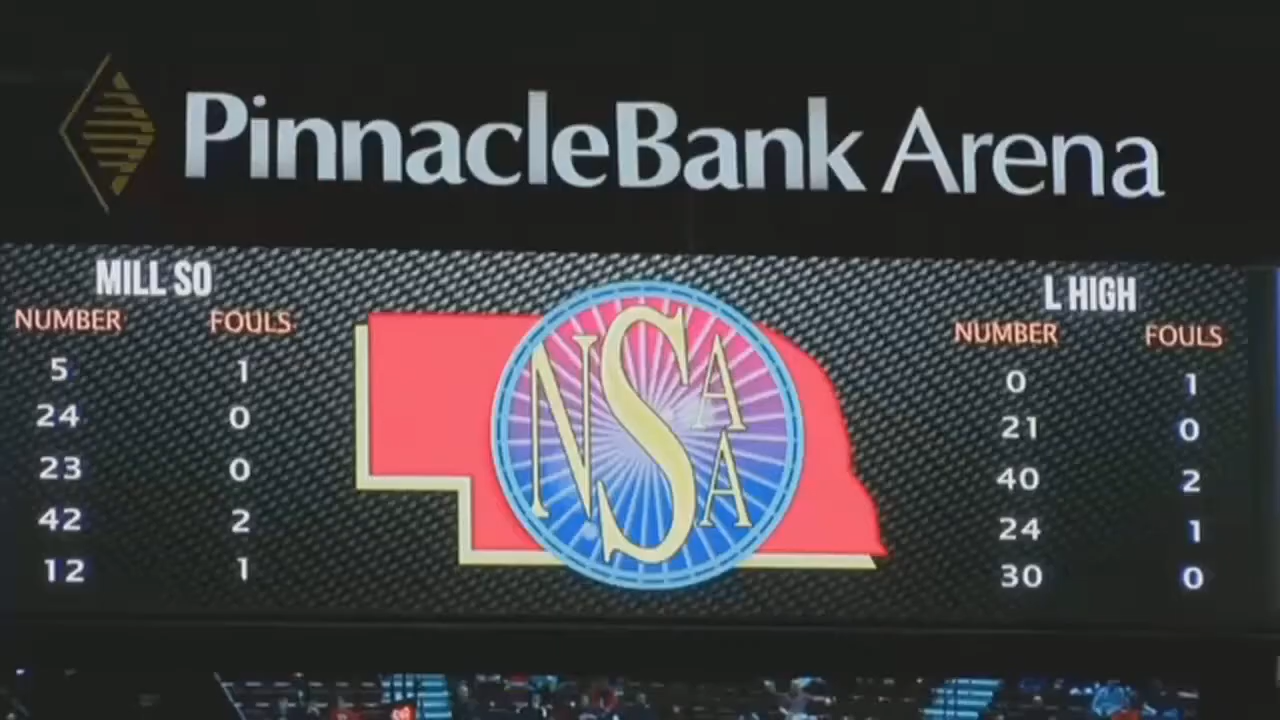 PinnacleBank Arena
MILL SO
NUMBER FOULS
5 1
24 0
23 0
42 2
12 1
NSAA
L HIGH
NUMBER FOULS
0 1
21 0
40 2
24 1
30 0